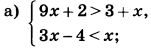 а) { 9x + 2 > 3 + x,
3x − 4 < x;